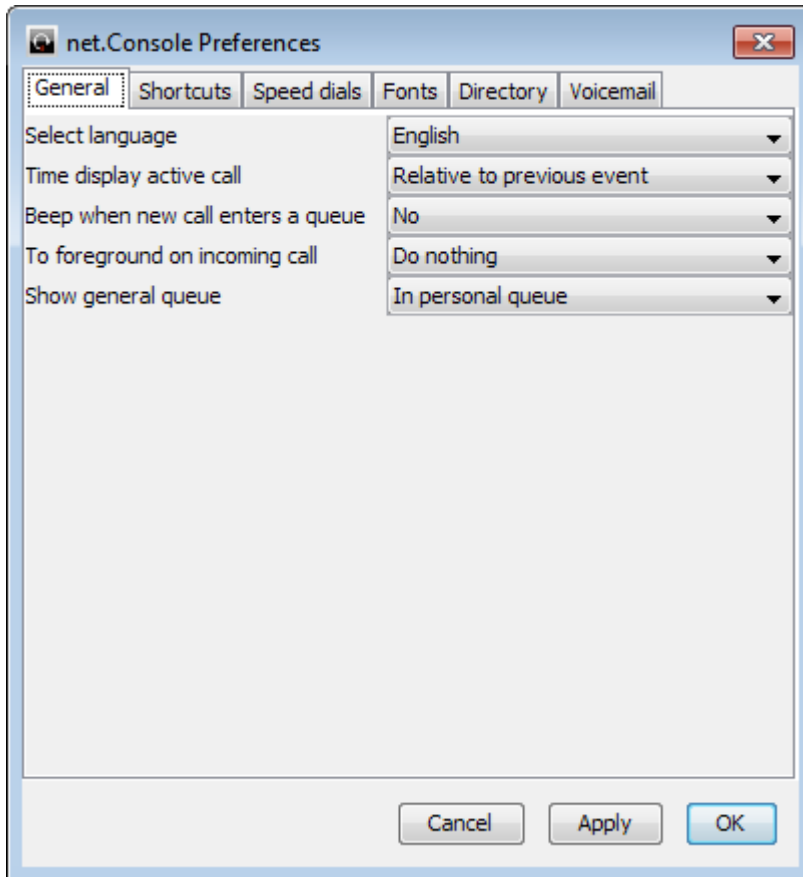 net.Console Preferences
General Shortcuts Speed dials Fonts Directory Voicemail
Select language English
Time display active call Relative to previous event
Beep when new call enters a queue No
To foreground on incoming call Do nothing
Show general queue In personal queue
Cancel Apply OK